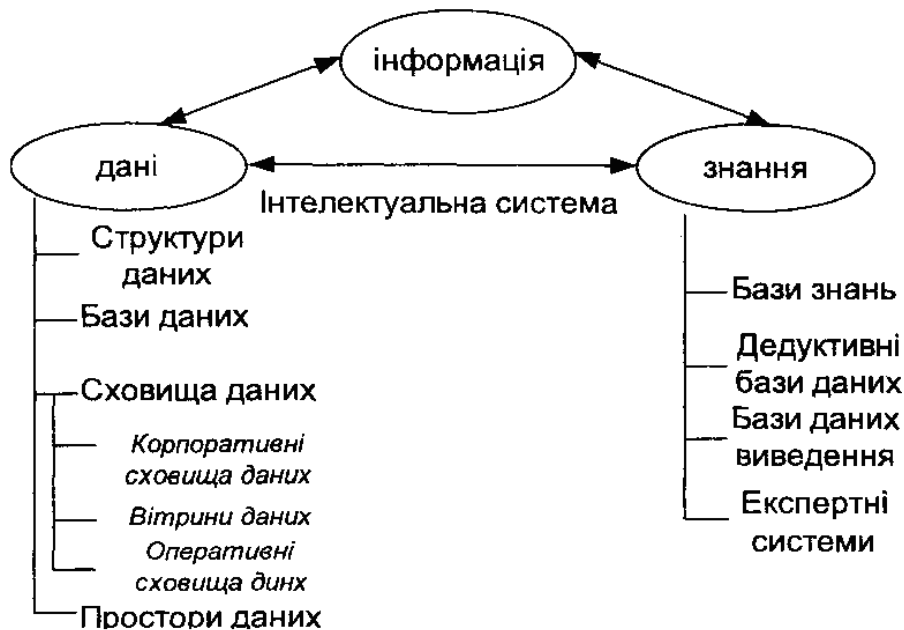 інформація
дані
знання
Інтелектуальна система
Структури
даних
Бази даних
Сховища даних
Корпоративні
сховища даних
Вітрини даних
Оперативні
сховища динх
Простори даних
Бази знань
Дедуктивні
бази даних
Бази даних
виведення
Експертні
системи